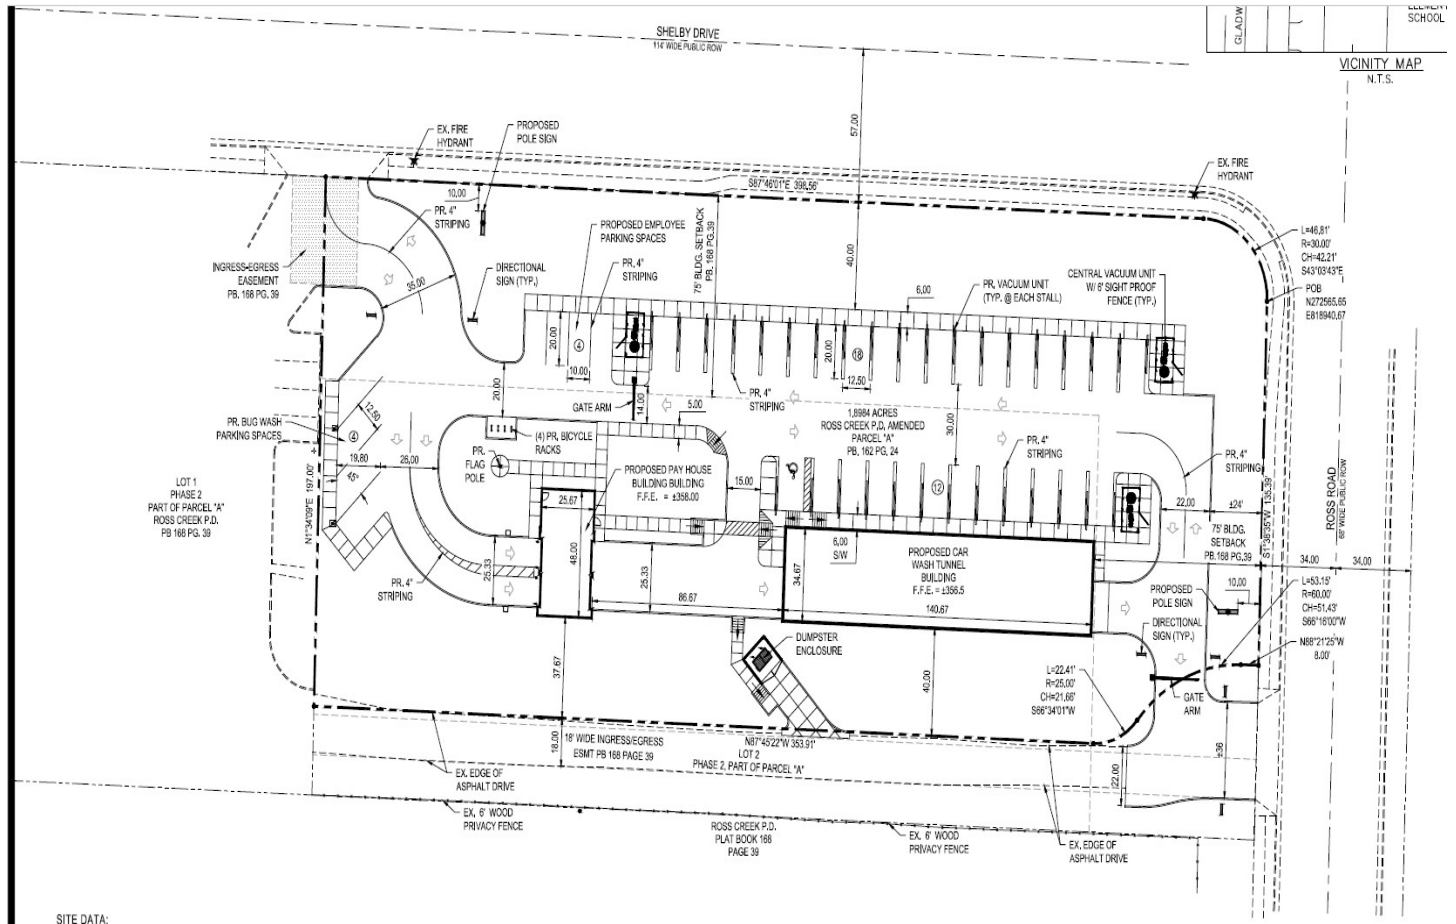 SHELBY DRIVE
114' WIDE PUBLIC ROW
GLADW
SCHOOL
VICINITY MAP
N.T.S.
57.00
EX. FIRE
HYDRANT
PROPOSED
POLE SIGN
EX. FIRE
HYDRANT
S87°46'01"E 398.56'
10.00
PR. 4"
STRIPING
PROPOSED EMPLOYEE
PARKING SPACES
75' BLDG. SETBACK
PB. 168 PG.39
40.00
L=46.81'
R=30.00'
CH=42.21'
S43°03'43"E
INGRESS-EGRESS
EASEMENT
PB. 168 PG. 39
35.00
DIRECTIONAL
SIGN (TYP.)
PR. 4"
STRIPING
6.00
PR. VACUUM UNIT
(TYP. @ EACH STALL)
CENTRAL VACUUM UNIT
W/ 6' SIGHT PROOF
FENCE (TYP.)
POB
N272565.65
E818940.67
20.00
4
10.00
20.00
18
12.50
20.00
GATE ARM
14.00
5.00
PR. 4"
STRIPING
1.8984 ACRES
ROSS CREEK P.D. AMENDED
PARCEL "A"
PB. 162 PG. 24
30.00
PR. BUG WASH
PARKING SPACES
12.50
4
19.80
26.00
45°
(4) PR. BICYCLE
RACKS
PR.
FLAG
POLE
PROPOSED PAY HOUSE
BUILDING BUILDING
F.F.E. = ±358.00
15.00
PR. 4"
STRIPING
12
PR. 4"
STRIPING
22.00
±24'
LOT 1
PHASE 2
PART OF PARCEL "A"
ROSS CREEK P.D.
PB 168 PG. 39
N1°34'09"E 197.00'
25.67
48.00
25.33
25.33
PR. 4"
STRIPING
6.00
S/W
34.67
PROPOSED CAR
WASH TUNNEL
BUILDING
F.F.E. = ±356.5
86.67
140.67
75' BLDG.
SETBACK
PB. 168 PG.39
S1°38'35"W 135.39'
ROSS ROAD
68' WIDE PUBLIC ROW
34.00
34.00
PROPOSED
POLE SIGN
10.00
L=53.15'
R=60.00'
CH=51.43'
S66°16'00"W
DIRECTIONAL
SIGN (TYP.)
N88°21'25"W
8.00'
DUMPSTER
ENCLOSURE
37.67
40.00
L=22.41'
R=25.00'
CH=21.66'
S66°34'01"W
GATE
ARM
18.00
18' WIDE INGRESS/EGRESS
ESMT PB 168 PAGE 39
N87°45'22"W 353.91'
LOT 2
PHASE 2, PART OF PARCEL "A"
±36
22.00
EX. EDGE OF
ASPHALT DRIVE
EX. 6' WOOD
PRIVACY FENCE
ROSS CREEK P.D.
PLAT BOOK 168
PAGE 39
EX. 6' WOOD
PRIVACY FENCE
EX. EDGE OF
ASPHALT DRIVE
SITE DATA: